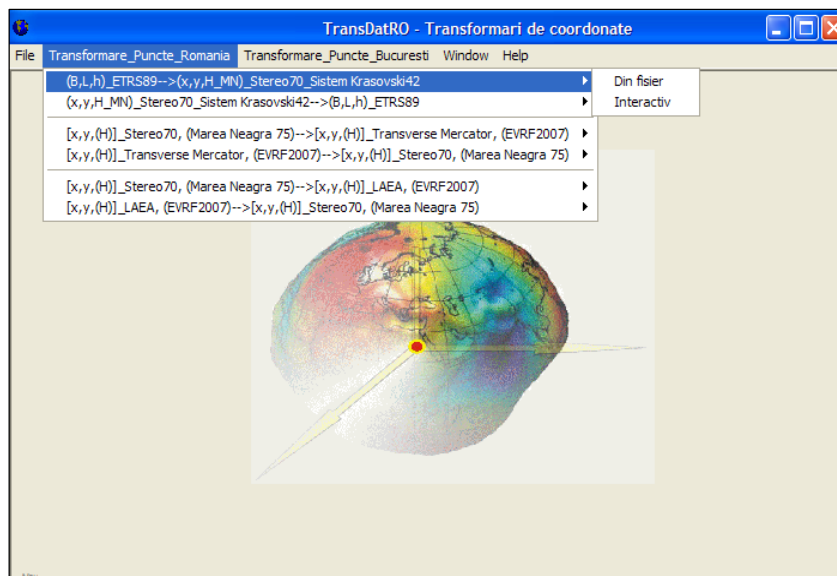 TransDatRO - Transformari de coordonate
File Transformare_Puncte_Romania Transformare_Puncte_Bucuresti Window Help
(B,L,h)_ETRS89-->(x,y,H_MN)_Stereo70_Sistem Krasovski42
Din fisier
(x,y,H_MN)_Stereo70_Sistem Krasovski42-->(B,L,h)_ETRS89
Interactiv
[x,y,(H)]_Stereo70, (Marea Neagra 75)-->[x,y,(H)]_Transverse Mercator, (EVRF2007)
[x,y,(H)]_Transverse Mercator, (EVRF2007)-->[x,y,(H)]_Stereo70, (Marea Neagra 75)
[x,y,(H)]_Stereo70, (Marea Neagra 75)-->[x,y,(H)]_LAEA, (EVRF2007)
[x,y,(H)]_LAEA, (EVRF2007)-->[x,y,(H)]_Stereo70, (Marea Neagra 75)